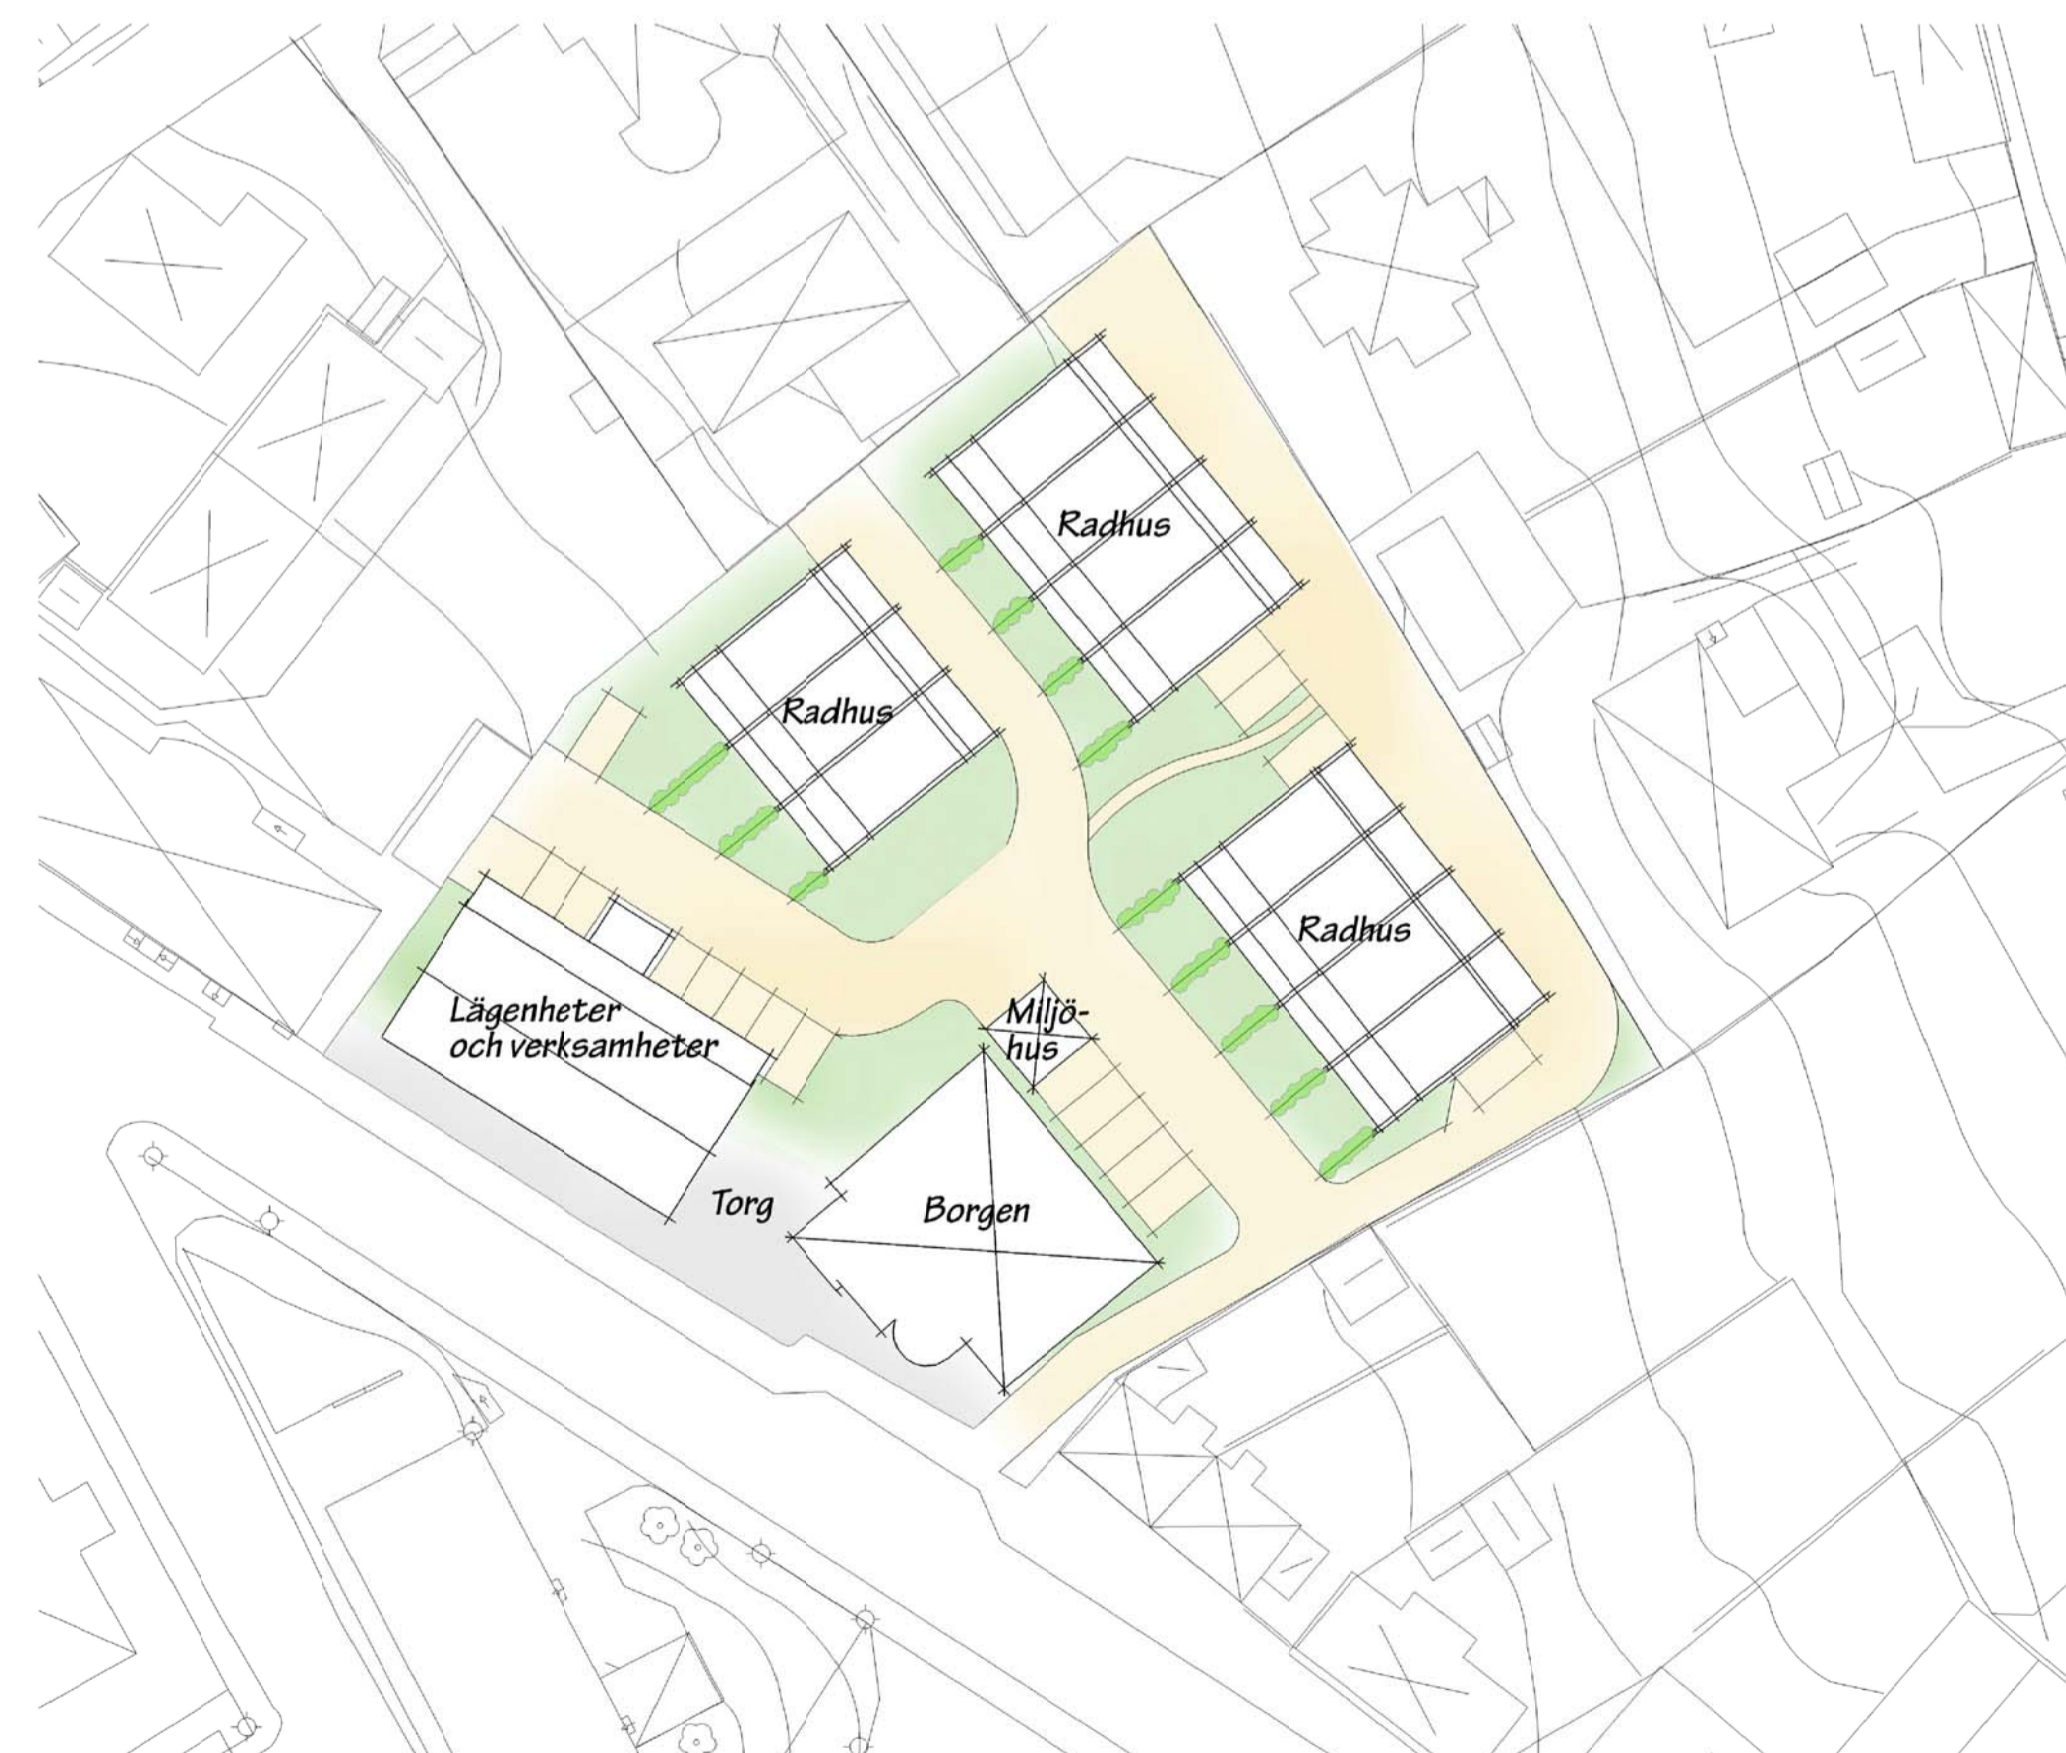 Radhus
Radhus
Radhus
Lägenheter
och verksamheter
Miljö-
hus
Torg
Borgen